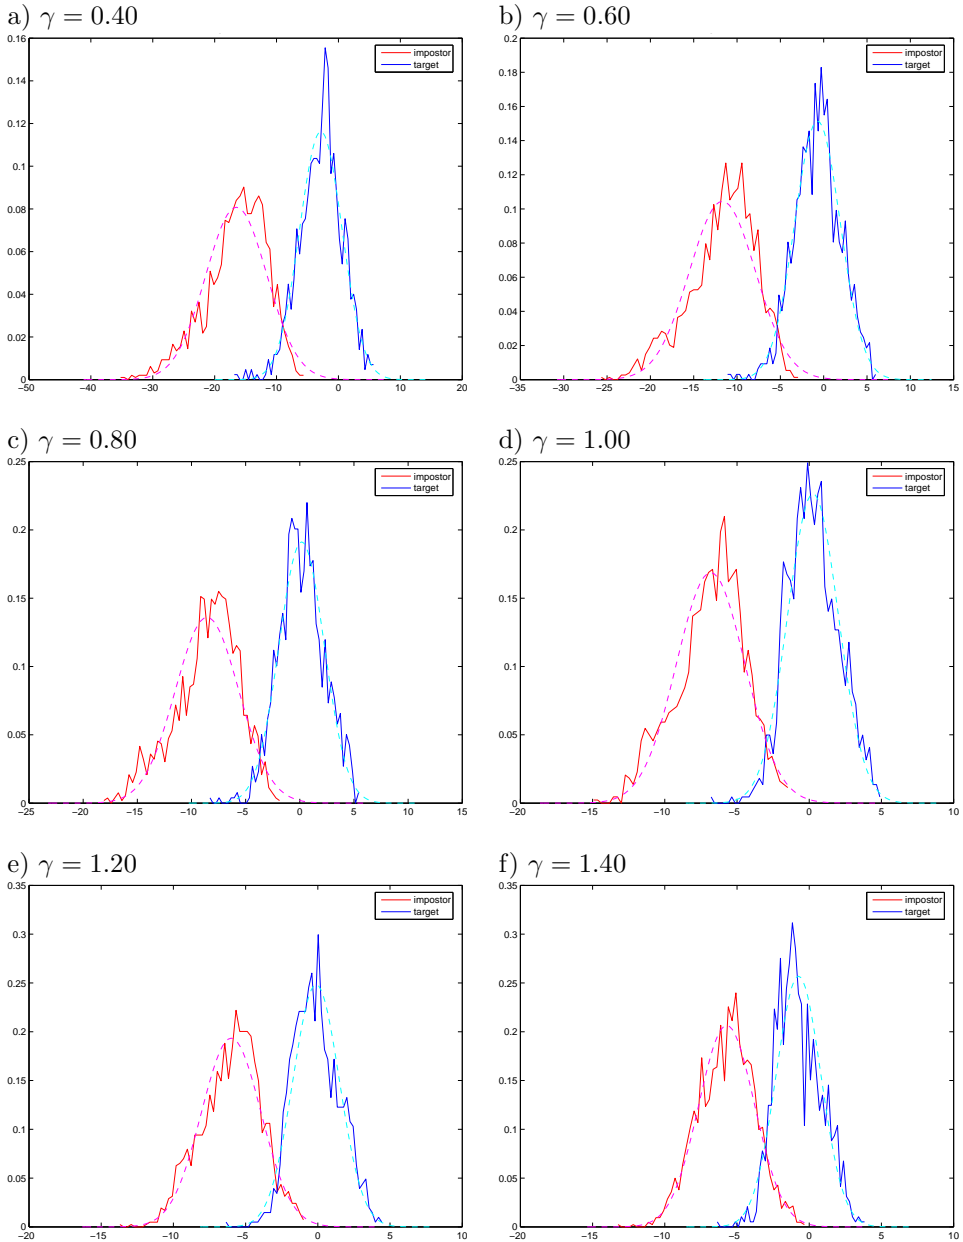 a) γ = 0.40
b) γ = 0.60
0.16
0.14
0.12
0.1
0.08
0.06
0.04
0.02
0
−50 −40 −30 −20 −10 0 10 20
impostor
target
0.2
0.18
0.16
0.14
0.12
0.1
0.08
0.06
0.04
0.02
0
−35 −30 −25 −20 −15 −10 −5 0 5 10 15
impostor
target
c) γ = 0.80
d) γ = 1.00
0.25
0.2
0.15
0.1
0.05
0
−25 −20 −15 −10 −5 0 5 10 15
impostor
target
0.25
0.2
0.15
0.1
0.05
0
−20 −15 −10 −5 0 5 10
impostor
target
e) γ = 1.20
f) γ = 1.40
0.35
0.3
0.25
0.2
0.15
0.1
0.05
0
−20 −15 −10 −5 0 5 10
impostor
target
0.35
0.3
0.25
0.2
0.15
0.1
0.05
0
−20 −15 −10 −5 0 5 10
impostor
target